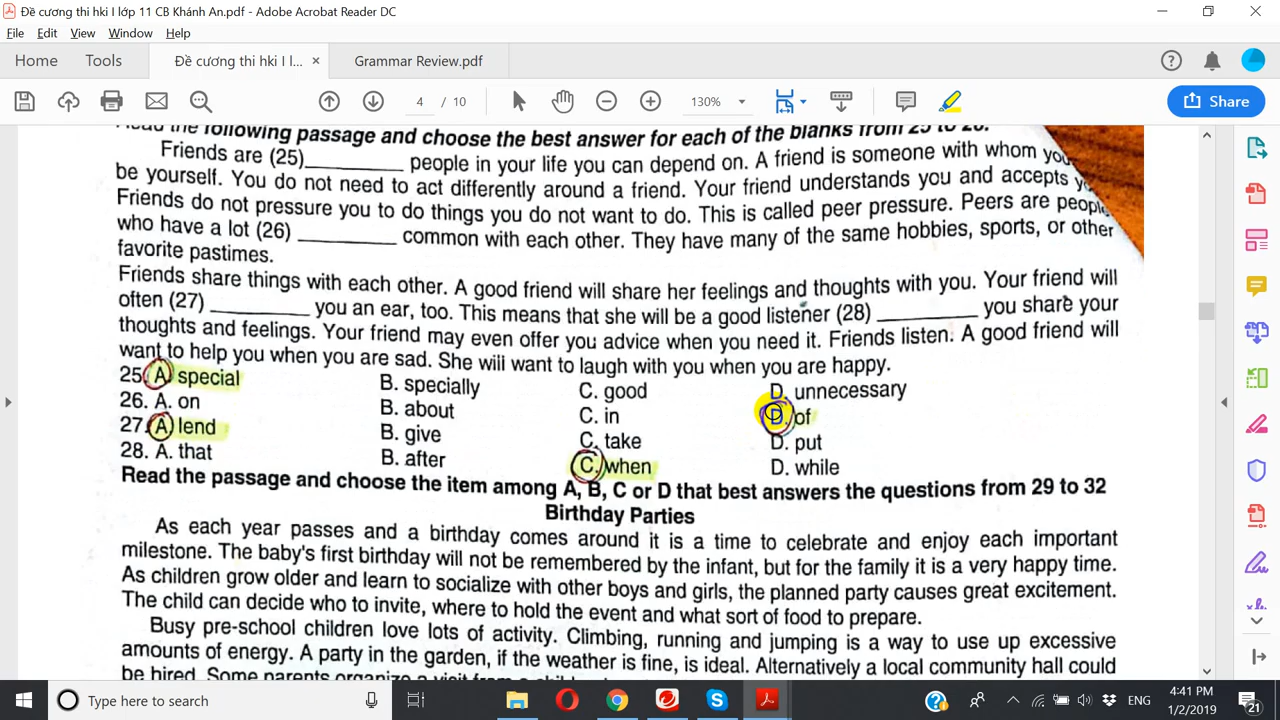 Đề cương thi hki I lớp 11 CB Khánh An.pdf - Adobe Acrobat Reader DC
File Edit View Window Help
Home Tools Đề cương thi hki I l... × Grammar Review.pdf
4 / 10 130% Share
Read the following passage and choose the best answer for each of the blanks from 25 to 28.
Friends are (25)__________ people in your life you can depend on. A friend is someone with whom you
be yourself. You do not need to act differently around a friend. Your friend understands you and accepts
Friends do not pressure you to do things you do not want to do. This is called peer pressure. Peers are people
who have a lot (26) __________ common with each other. They have many of the same hobbies, sports, or other
favorite pastimes.
Friends share things with each other. A good friend will share her feelings and thoughts with you. Your friend will
often (27) __________ you an ear, too. This means that she will be a good listener (28) __________ you share your
thoughts and feelings. Your friend may even offer you advice when you need it. Friends listen: A good friend will
want to help you when you are sad. She will want to laugh with you when you are happy.
25. A. special B. specially C. good D. unnecessary
26. A. on B. about C. in D. of
27. A. lend B. give C. take D. put
28. A. that B. after C. when D. while
Read the passage and choose the item among A, B, C or D that best answers the questions from 29 to 32
Birthday Parties
As each year passes and a birthday comes around it is a time to celebrate and enjoy each important
milestone. The baby's first birthday will not be remembered by the infant, but for the family it is a very happy time.
As children grow older and learn to socialize with other boys and girls, the planned party causes great excitement.
The child can decide who to invite, where to hold the event and what sort of food to prepare.
Busy pre-school children love lots of activity. Climbing, running and jumping is a way to use up excessive
amounts of energy. A party in the garden, if the weather is fine, is ideal. Alternatively a local community hall could
be hired. Some parents organize a visit from a
Type here to search
ENG
4:41 PM
1/2/2019
21